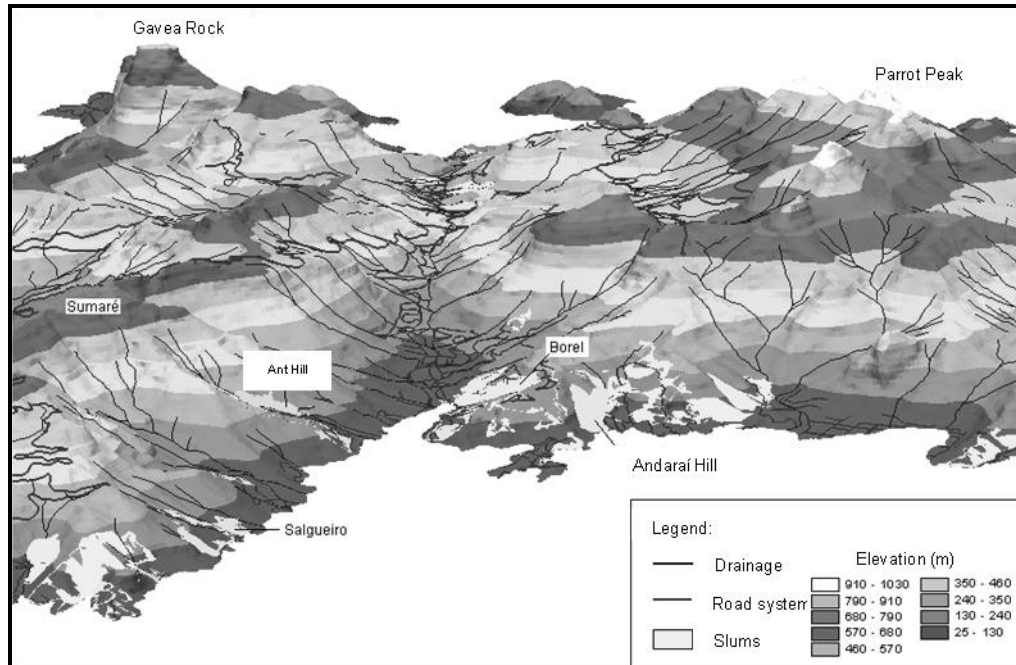 Gavea Rock
Parrot Peak
Sumaré
Ant Hill
Borel
Andaraí Hill
Salgueiro
Legend:
Drainage
Road system
Slums
Elevation (m)
910 - 1030
790 - 910
680 - 790
570 - 680
460 - 570
350 - 460
240 - 350
130 - 240
25 - 130